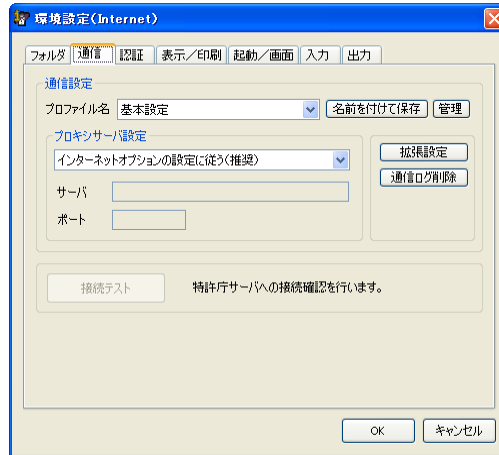 環境設定(Internet)
フォルダ 通信 認証 表示／印刷 起動／画面 入力 出力
通信設定
プロファイル名 基本設定 名前を付けて保存 管理
プロキシサーバ設定
インターネットオプションの設定に従う(推奨)
拡張設定
通信ログ削除
サーバ
ポート
接続テスト 特許庁サーバへの接続確認を行います。
OK キャンセル